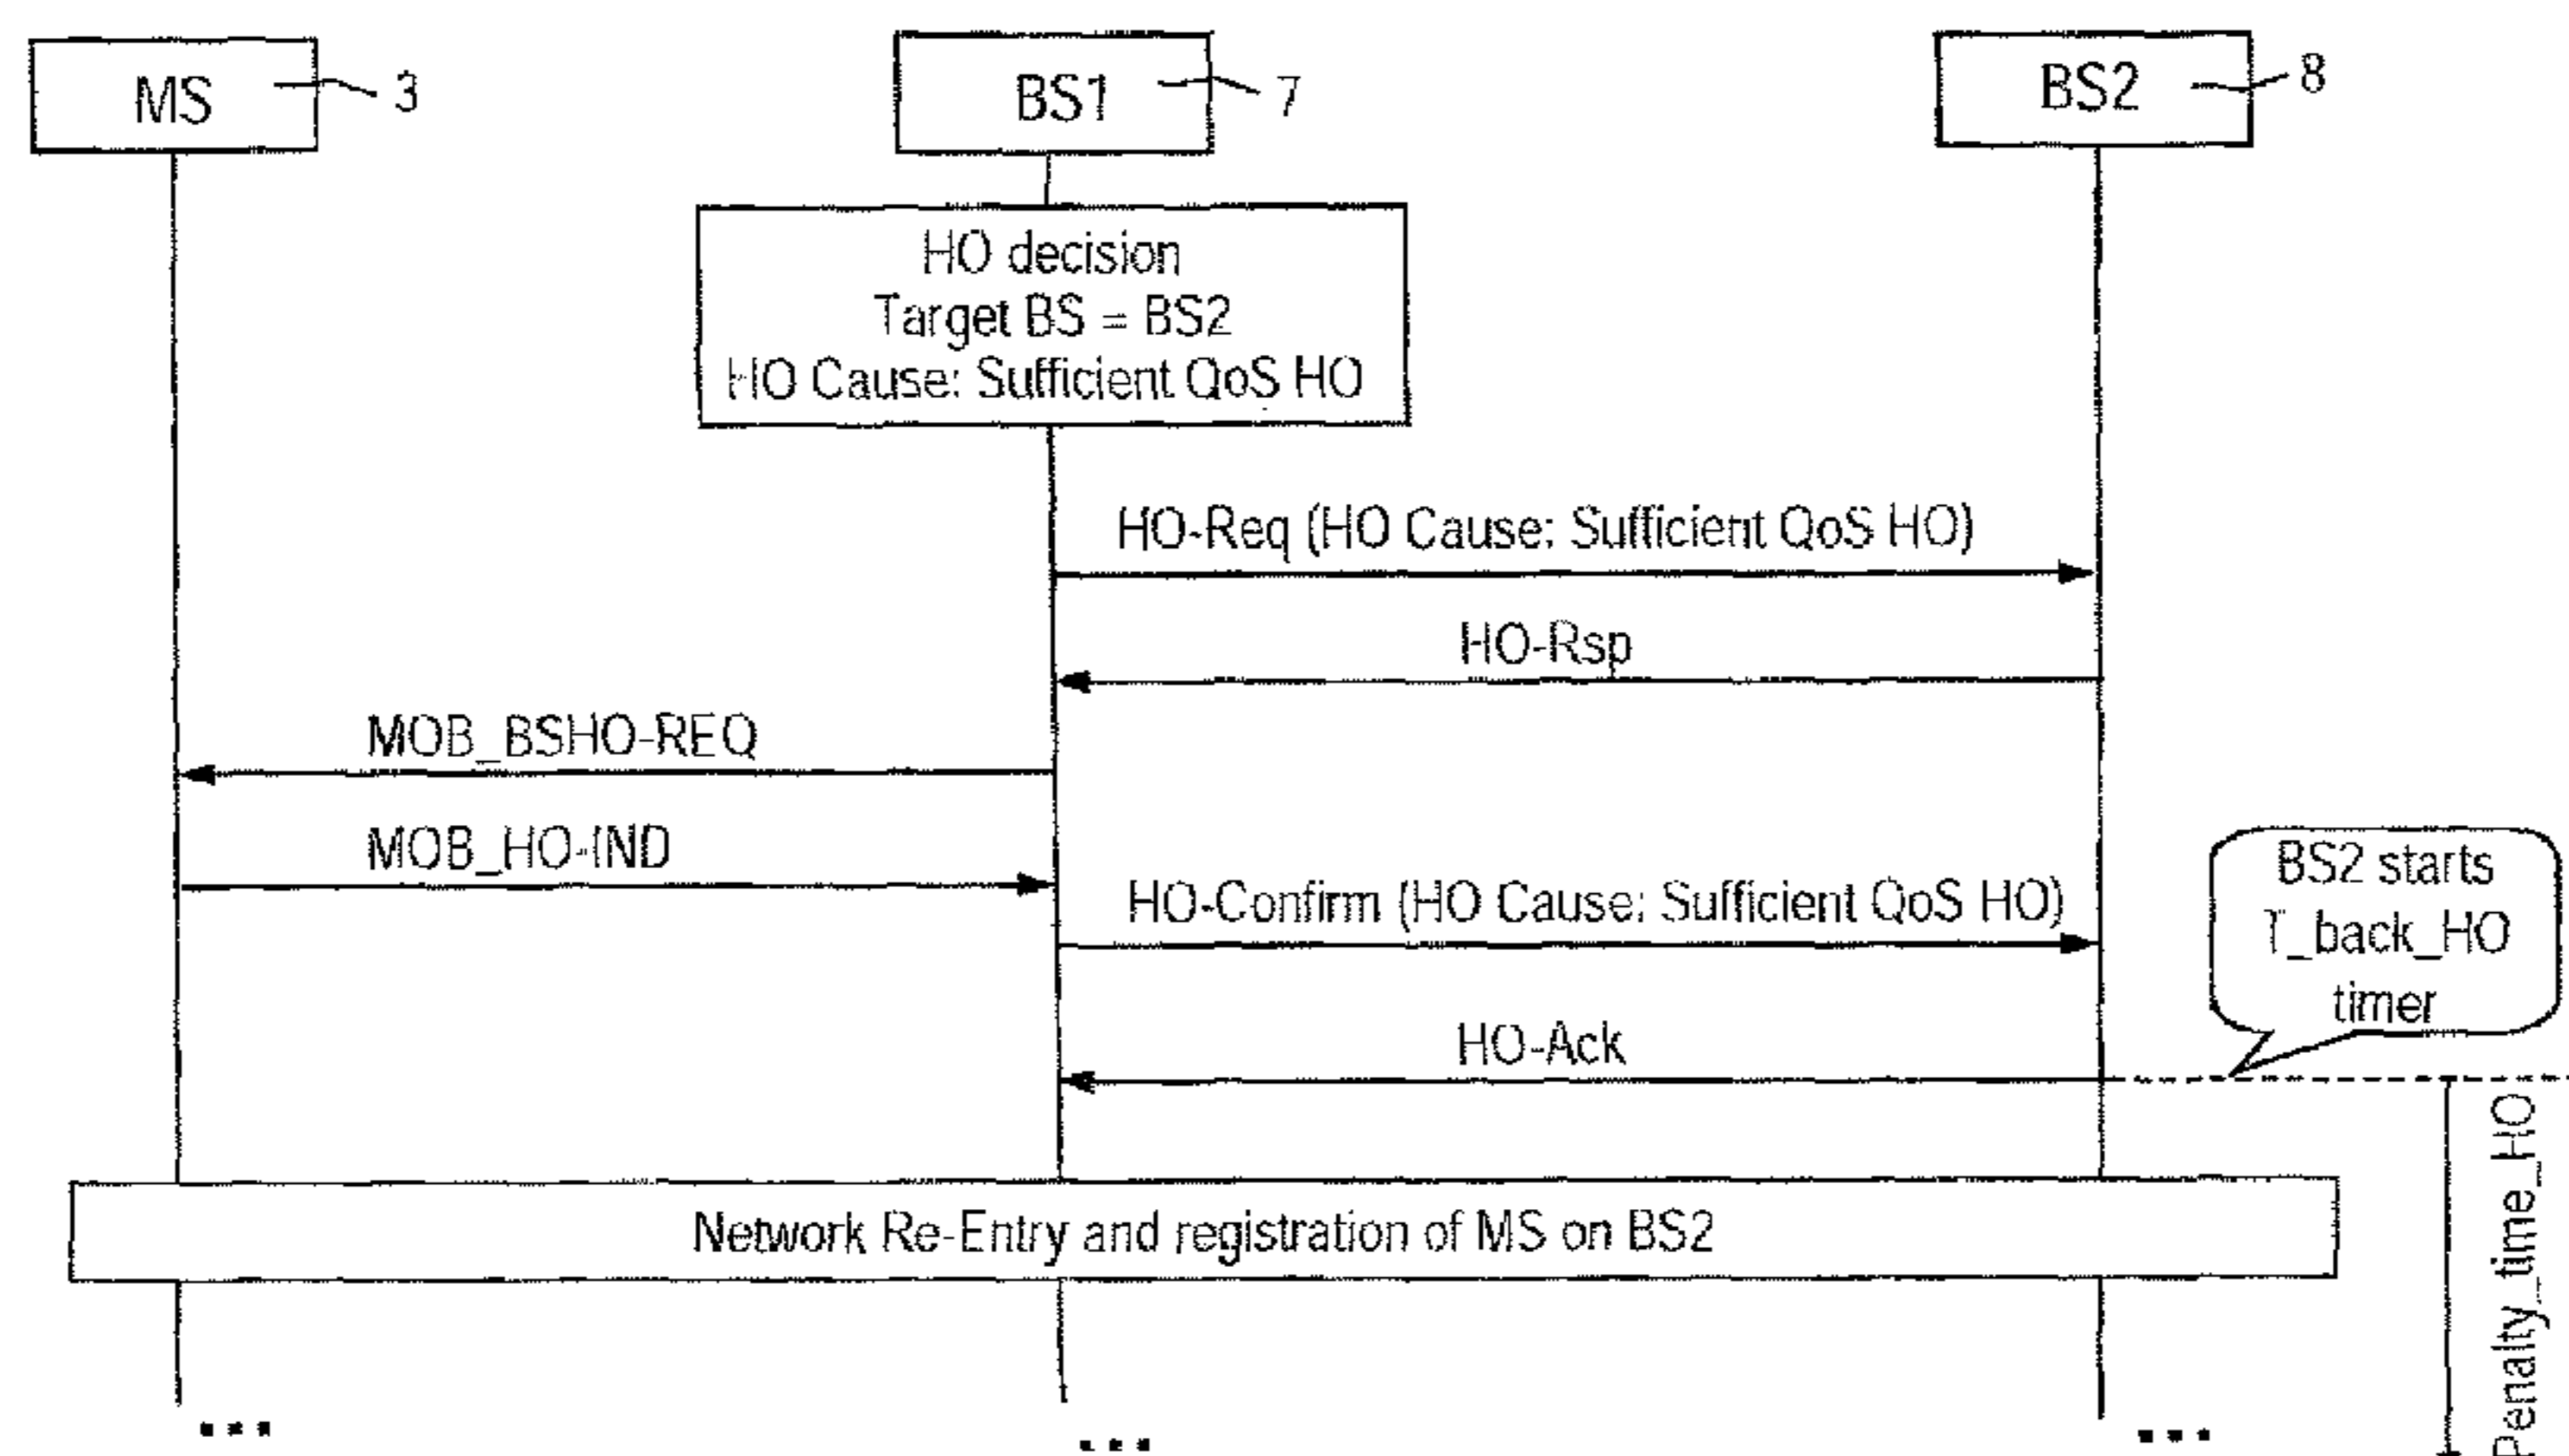 MS
3
BS1
7
BS2
8
HO decision
Target BS = BS2
HO Cause: Sufficient QoS HO
HO-Req (HO Cause: Sufficient QoS HO)
HO-Rsp
MOB_BSHO-REQ
MOB_HO-IND
HO-Confirm (HO Cause: Sufficient QoS HO)
BS2 starts
T_back_HO
timer
HO-Ack
Penalty_time_HO
Network Re-Entry and registration of MS on BS2
...
...
...